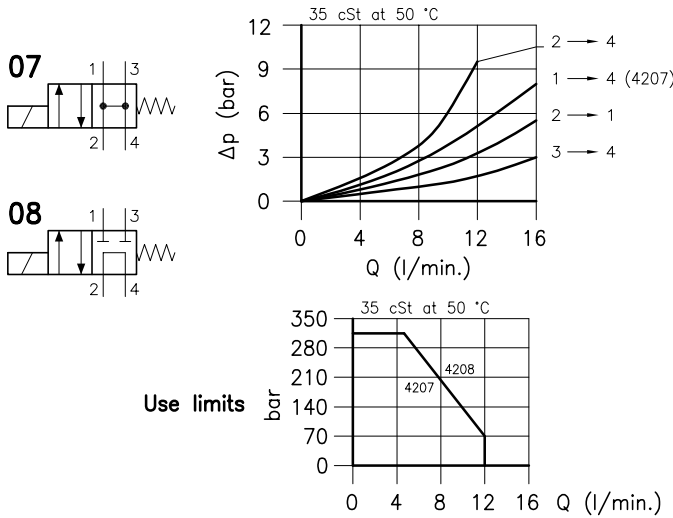 07
1 3
2 4
08
1 3
2 4
35 cSt at 50 °C
Δp (bar)
12
9
6
3
0
0 4 8 12 16
Q (l/min.)
2 → 4
1 → 4 (4207)
2 → 1
3 → 4
35 cSt at 50 °C
Use limits
bar
350
280
210
140
70
0
4208
4207
0 4 8 12 16 Q (l/min.)